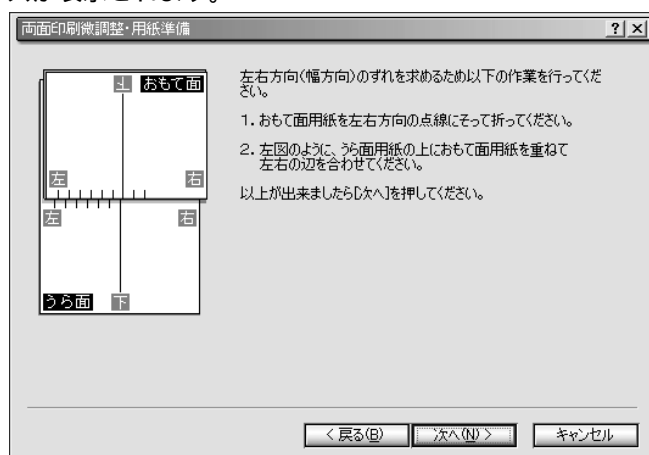 両面印刷微調整・用紙準備
上
おもて面
左
右
左
右
うら面
下
左右方向(幅方向)のずれを求めるため以下の作業を行ってくだ
さい。
1. おもて面用紙を左右方向の点線にそって折ってください。
2. 左図のように、うら面用紙の上におもて面用紙を重ねて
左右の辺を合わせてください。
以上が出来ましたら[次へ]を押してください。
< 戻る(B)
次へ(N) >
キャンセル